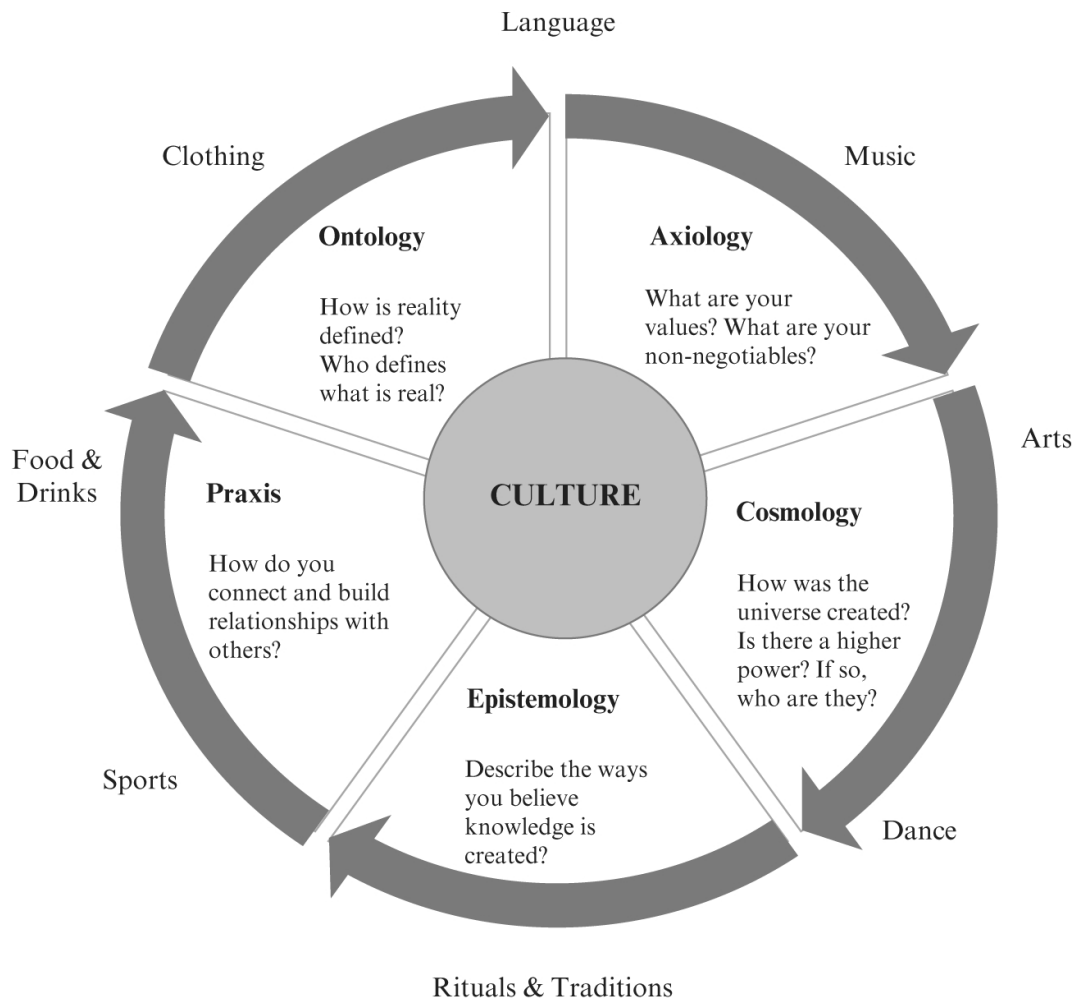 Language
Clothing
Music
Ontology
How is reality
defined?
Who defines
what is real?
Axiology
What are your
values? What are your
non-negotiables?
Arts
Food &
Drinks
CULTURE
Praxis
How do you
connect and build
relationships with
others?
Cosmology
How was the
universe created?
Is there a higher
power? If so,
who are they?
Epistemology
Describe the ways
you believe
knowledge is
created?
Sports
Dance
Rituals & Traditions